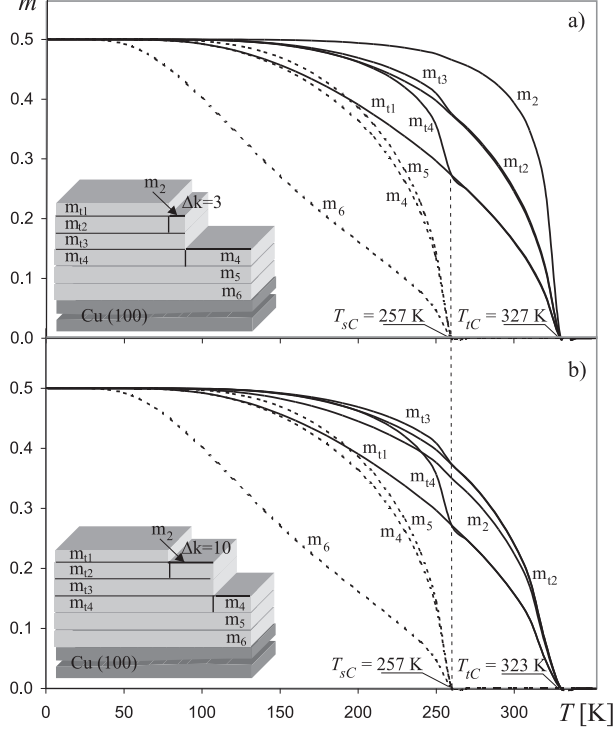 m
a)
0.5
m_t3
m_2
0.4
m_t1
m_t4
0.3
m_5
m_t2
m_4
m_2
Δk=3
m_6
0.2
m_t1
m_t2
m_t3
m_t4
m_4
0.1
m_5
m_6
Cu (100)
T_sC = 257 K
T_tC = 327 K
0.0
b)
0.5
m_t3
0.4
m_t1
m_t4
0.3
m_5
m_2
m_4
m_6
m_t2
m_2
Δk=10
0.2
m_t1
m_t2
m_t3
m_t4
m_4
0.1
m_5
m_6
Cu (100)
T_sC = 257 K
T_tC = 323 K
0.0
0 50 100 150 200 250 300 T [K]